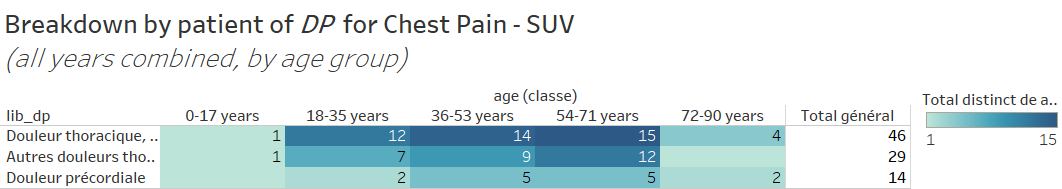 Breakdown by patient of DP for Chest Pain - SUV
(all years combined, by age group)
age (classe)
Total distinct de a..
lib_dp 0-17 years 18-35 years 36-53 years 54-71 years 72-90 years Total général
Douleur thoracique, .. 1 12 14 15 4 46
Autres douleurs tho.. 1 7 9 12 29
Douleur précordiale 2 5 5 2 14
1 15